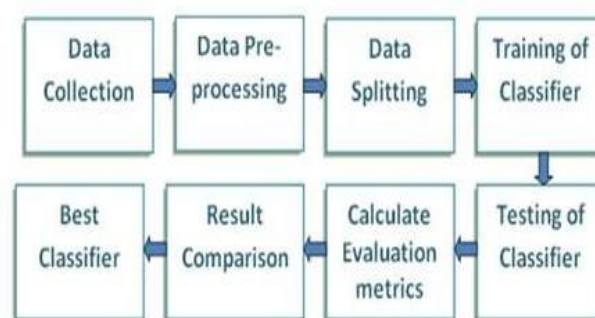 Data
Collection
Data Pre-
processing
Data
Splitting
Training of
Classifier
Testing of
Classifier
Calculate
Evaluation
metrics
Result
Comparison
Best
Classifier